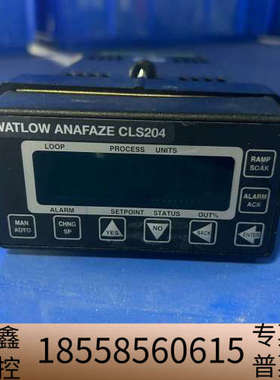 WATLOW ANAFAZE CLS204
LOOP PROCESS UNITS
RAMP SOAK
ALARM ACK
ALARM SETPOINT STATUS OUT%
MAN AUTO CHNG SP YES NO BACK ENTER
鑫 专
控 18558560615 普